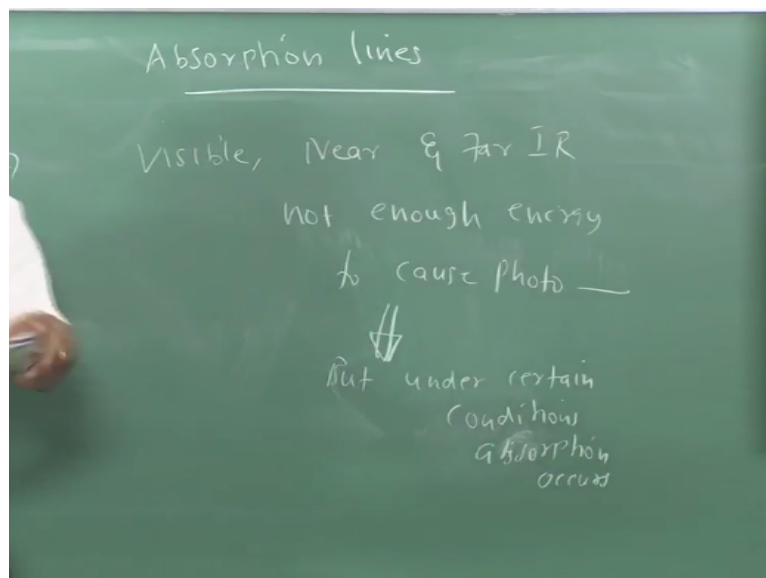 Absorption lines
Visible, Near & Far IR
not enough energy
to cause Photo —
⇓
But under certain
Conditions
absorption
occurs